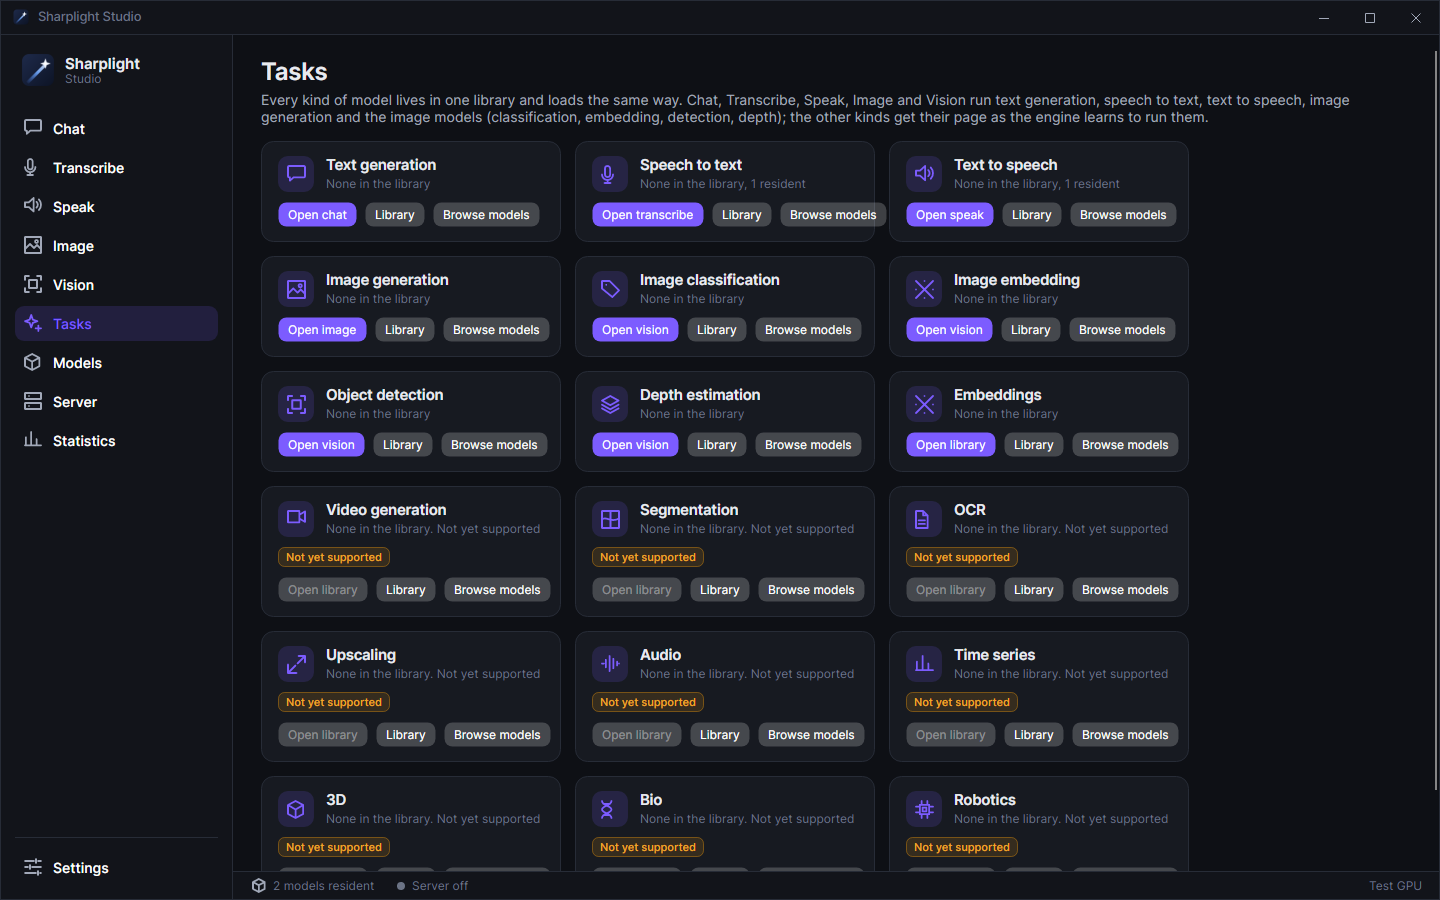 Sharplight Studio
Sharplight
Studio
Chat
Transcribe
Speak
Image
Vision
Tasks
Models
Server
Statistics
Settings
Tasks
Every kind of model lives in one library and loads the same way. Chat, Transcribe, Speak, Image and Vision run text generation, speech to text, text to speech, image
generation and the image models (classification, embedding, detection, depth); the other kinds get their page as the engine learns to run them.
Text generation
None in the library
Open chat Library Browse models
Speech to text
None in the library, 1 resident
Open transcribe Library Browse models
Text to speech
None in the library, 1 resident
Open speak Library Browse models
Image generation
None in the library
Open image Library Browse models
Image classification
None in the library
Open vision Library Browse models
Image embedding
None in the library
Open vision Library Browse models
Object detection
None in the library
Open vision Library Browse models
Depth estimation
None in the library
Open vision Library Browse models
Embeddings
None in the library
Open library Library Browse models
Video generation
None in the library. Not yet supported
Not yet supported
Open library Library Browse models
Segmentation
None in the library. Not yet supported
Not yet supported
Open library Library Browse models
OCR
None in the library. Not yet supported
Not yet supported
Open library Library Browse models
Upscaling
None in the library. Not yet supported
Not yet supported
Open library Library Browse models
Audio
None in the library. Not yet supported
Not yet supported
Open library Library Browse models
Time series
None in the library. Not yet supported
Not yet supported
Open library Library Browse models
3D
None in the library. Not yet supported
Not yet supported
Bio
None in the library. Not yet supported
Not yet supported
Robotics
None in the library. Not yet supported
Not yet supported
2 models resident
Server off
Test GPU